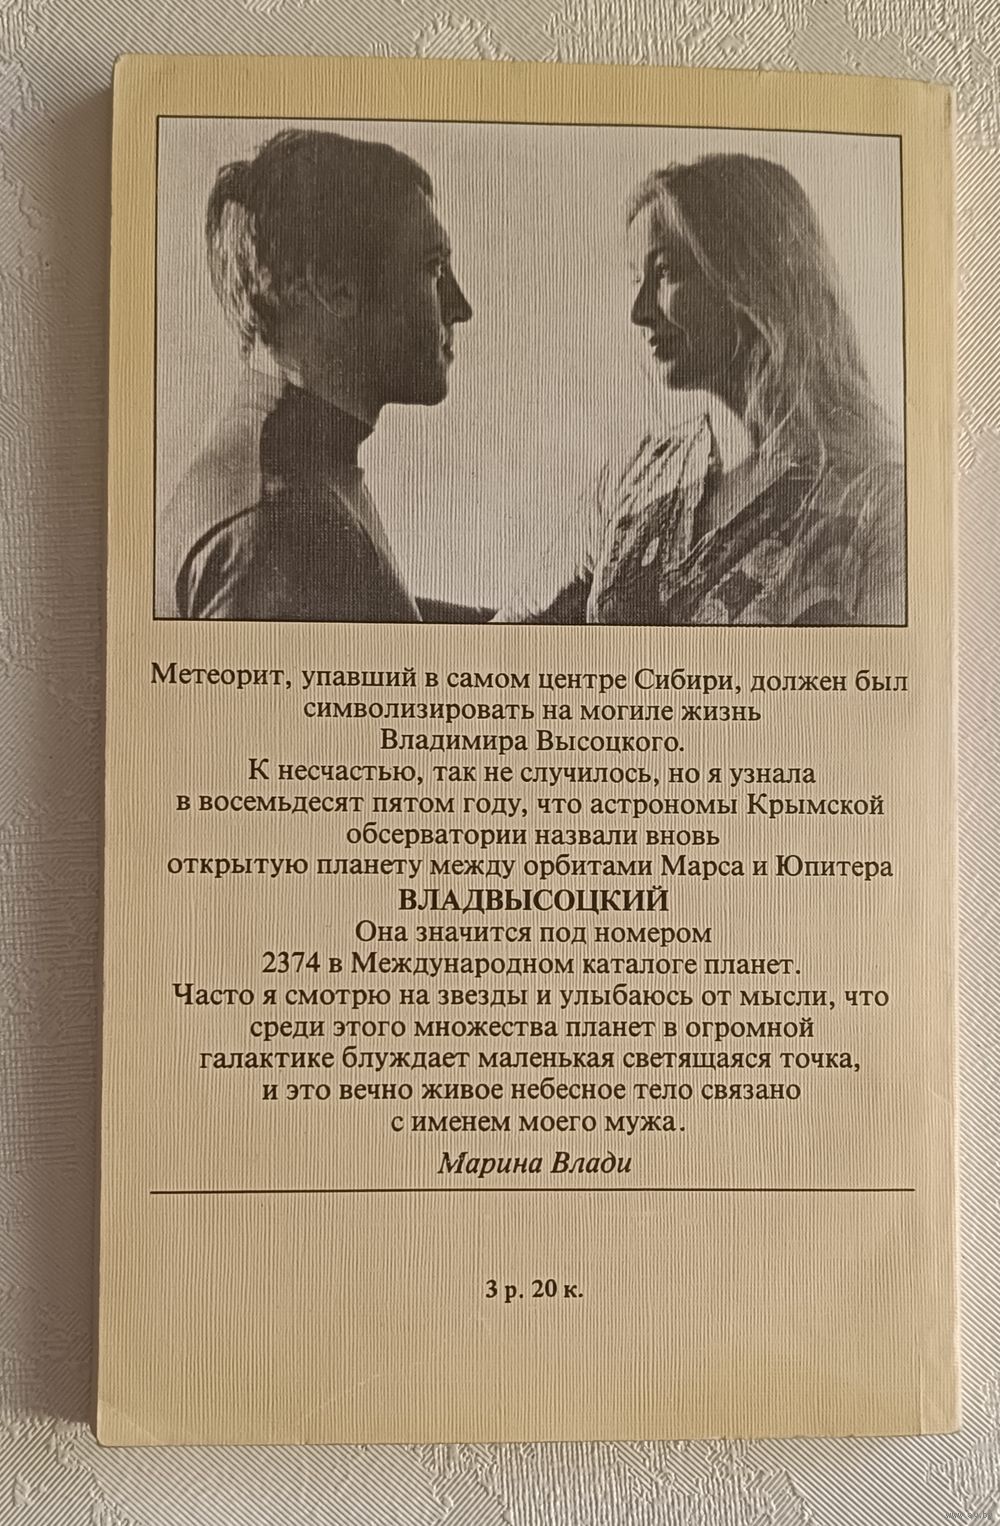 Метеорит, упавший в самом центре Сибири, должен был
символизировать на могиле жизнь
Владимира Высоцкого.
К несчастью, так не случилось, но я узнала
в восемьдесят пятом году, что астрономы Крымской
обсерватории назвали вновь
открытую планету между орбитами Марса и Юпитера
ВЛАДВЫСОЦКИЙ
Она значится под номером
2374 в Международном каталоге планет.
Часто я смотрю на звезды и улыбаюсь от мысли, что
среди этого множества планет в огромной
галактике блуждает маленькая светящаяся точка,
и это вечно живое небесное тело связано
с именем моего мужа.
Марина Влади
3 р. 20 к.